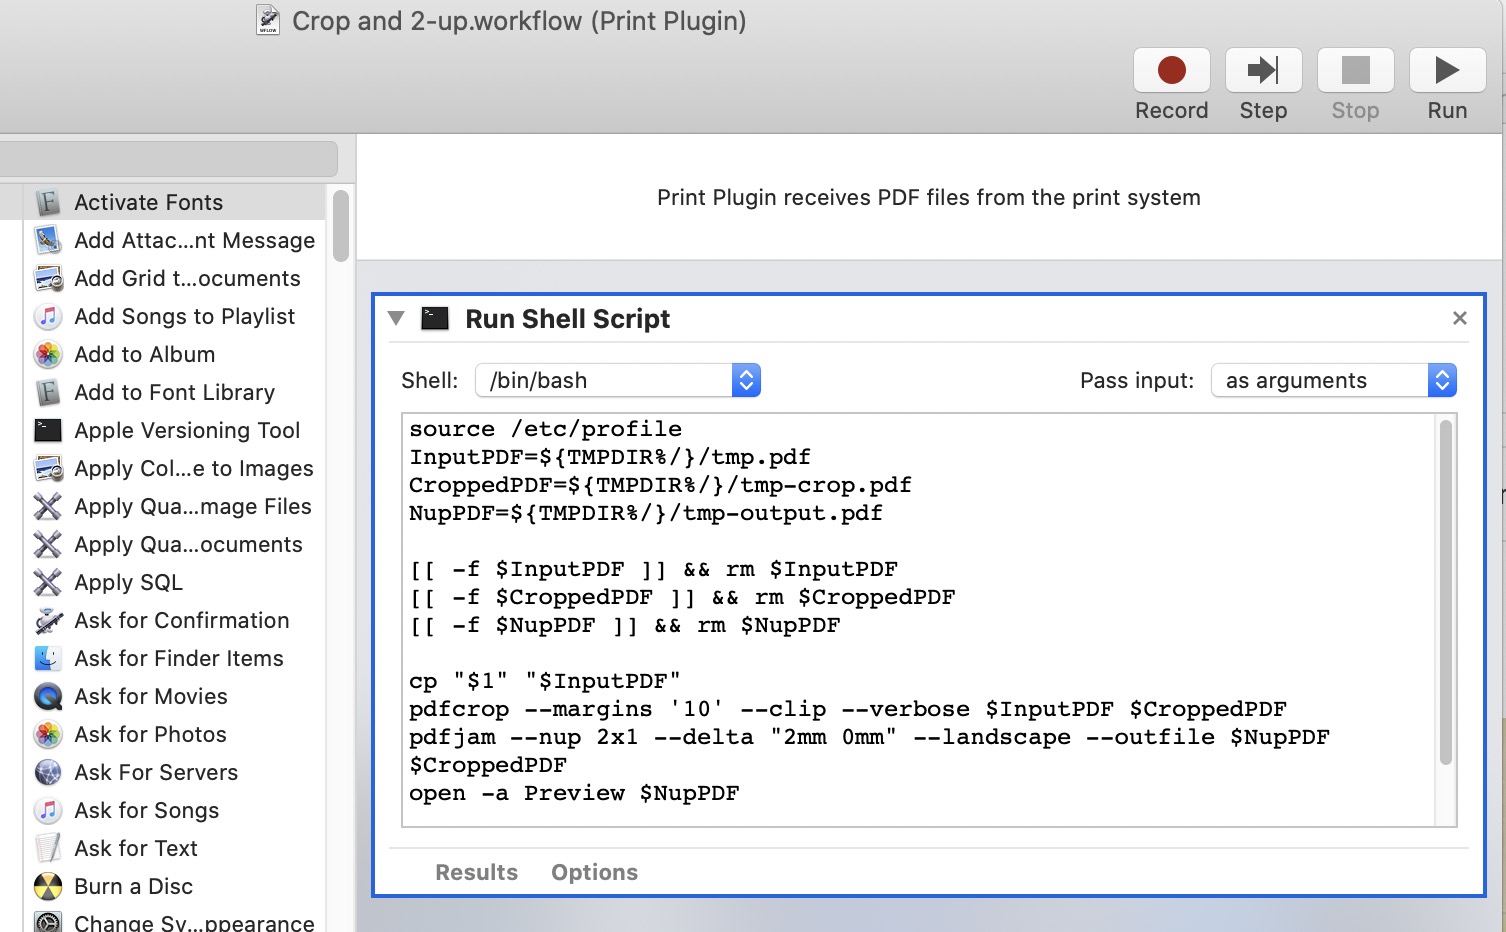 Crop and 2-up.workflow (Print Plugin)
Record
Step
Stop
Run
Activate Fonts
Add Attac...nt Message
Add Grid t...ocuments
Add Songs to Playlist
Add to Album
Add to Font Library
Apple Versioning Tool
Apply Col...e to Images
Apply Qua...mage Files
Apply Qua...ocuments
Apply SQL
Ask for Confirmation
Ask for Finder Items
Ask for Movies
Ask for Photos
Ask For Servers
Ask for Songs
Ask for Text
Burn a Disc
Change Sy...ppearance
Print Plugin receives PDF files from the print system
Run Shell Script
Shell: /bin/bash
Pass input: as arguments
source /etc/profile
InputPDF=${TMPDIR%/}/tmp.pdf
CroppedPDF=${TMPDIR%/}/tmp-crop.pdf
NupPDF=${TMPDIR%/}/tmp-output.pdf
[[ -f $InputPDF ]] && rm $InputPDF
[[ -f $CroppedPDF ]] && rm $CroppedPDF
[[ -f $NupPDF ]] && rm $NupPDF
cp "$1" "$InputPDF"
pdfcrop --margins '10' --clip --verbose $InputPDF $CroppedPDF
pdfjam --nup 2x1 --delta "2mm 0mm" --landscape --outfile $NupPDF
$CroppedPDF
open -a Preview $NupPDF
Results
Options